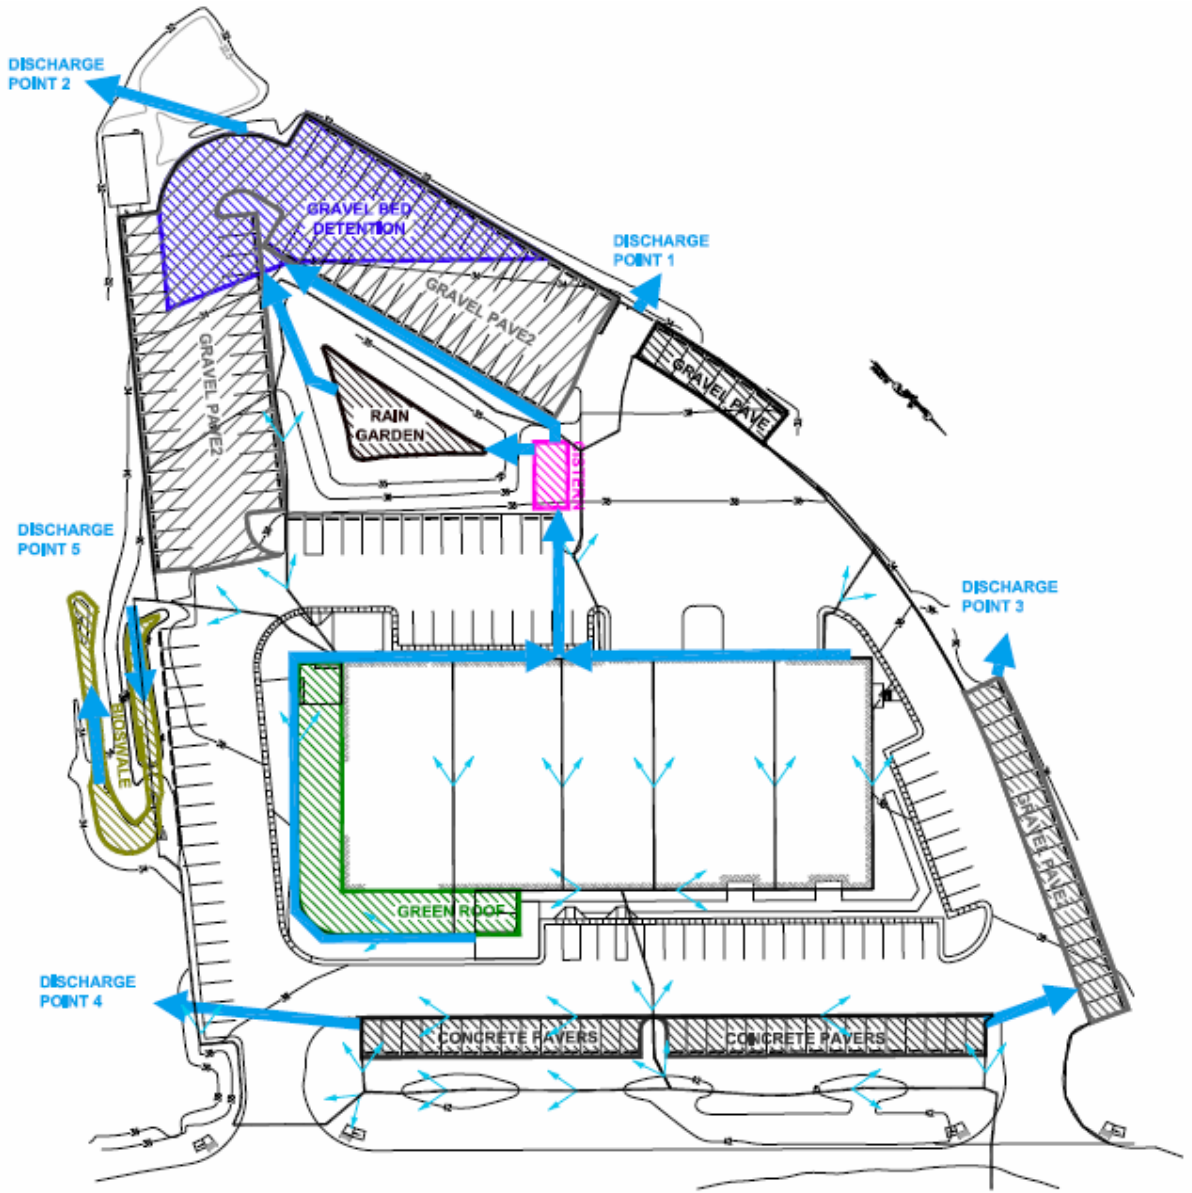 DISCHARGE
POINT 2
GRAVEL BED
DETENTION
DISCHARGE
POINT 1
GRAVEL PAVE2
GRAVEL PAVE2
GRAVEL PAVE
RAIN
GARDEN
CISTERN
DISCHARGE
POINT 5
DISCHARGE
POINT 3
BIOSWALE
GRAVEL PAVE
GREEN ROOF
DISCHARGE
POINT 4
CONCRETE PAVERS
CONCRETE PAVERS